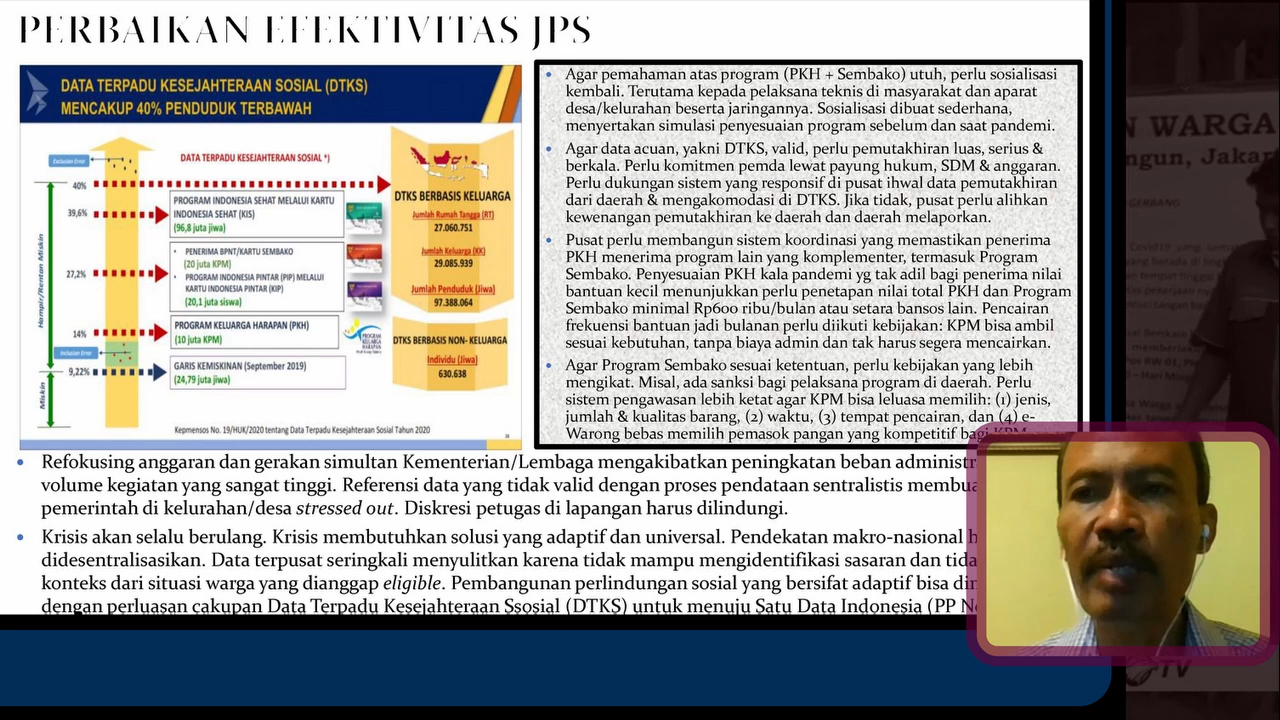 PERBAIKAN EFEKTIVITAS JPS
DATA TERPADU KESEJAHTERAAN SOSIAL (DTKS)
MENCAKUP 40% PENDUDUK TERBAWAH
DATA TERPADU KESEJAHTERAAN SOSIAL *)
Exclusion Error
40%
39,6%
PROGRAM INDONESIA SEHAT MELALUI KARTU
INDONESIA SEHAT (KIS)
(96,8 juta jiwa)
27,2%
PENERIMA BPNT/KARTU SEMBAKO
(20 juta KPM)
PROGRAM INDONESIA PINTAR (PIP) MELALUI
KARTU INDONESIA PINTAR (KIP)
(20,1 juta siswa)
14%
PROGRAM KELUARGA HARAPAN (PKH)
(10 juta KPM)
PROGRAM
KELUARGA
HARAPAN
Inclusion Error
9,22%
GARIS KEMISKINAN (September 2019)
(24,79 juta jiwa)
Hampir/Rentan Miskin
Miskin
DTKS BERBASIS KELUARGA
Jumlah Rumah Tangga (RT)
27.060.751
Jumlah Keluarga (KK)
29.085.939
Jumlah Penduduk (Jiwa)
97.388.064
DTKS BERBASIS NON- KELUARGA
Individu (Jiwa)
630.638
Kepmensos No. 19/HUK/2020 tentang Data Terpadu Kesejahteraan Sosial Tahun 2020
• Agar pemahaman atas program (PKH + Sembako) utuh, perlu sosialisasi
kembali. Terutama kepada pelaksana teknis di masyarakat dan aparat
desa/kelurahan beserta jaringannya. Sosialisasi dibuat sederhana,
menyertakan simulasi penyesuaian program sebelum dan saat pandemi.
• Agar data acuan, yakni DTKS, valid, perlu pemutakhiran luas, serius &
berkala. Perlu komitmen pemda lewat payung hukum, SDM & anggaran.
Perlu dukungan sistem yang responsif di pusat ihwal data pemutakhiran
dari daerah & mengakomodasi di DTKS. Jika tidak, pusat perlu alihkan
kewenangan pemutakhiran ke daerah dan daerah melaporkan.
• Pusat perlu membangun sistem koordinasi yang memastikan penerima
PKH menerima program lain yang komplementer, termasuk Program
Sembako. Penyesuaian PKH kala pandemi yg tak adil bagi penerima nilai
bantuan kecil menunjukkan perlu penetapan nilai total PKH dan Program
Sembako minimal Rp600 ribu/bulan atau setara bansos lain. Pencairan
frekuensi bantuan jadi bulanan perlu diikuti kebijakan: KPM bisa ambil
sesuai kebutuhan, tanpa biaya admin dan tak harus segera mencairkan.
• Agar Program Sembako sesuai ketentuan, perlu kebijakan yang lebih
mengikat. Misal, ada sanksi bagi pelaksana program di daerah. Perlu
sistem pengawasan lebih ketat agar KPM bisa leluasa memilih: (1) jenis,
jumlah & kualitas barang, (2) waktu, (3) tempat pencairan, dan (4) e-
Warong bebas memilih pemasok pangan yang kompetitif bagi KPM
• Refokusing anggaran dan gerakan simultan Kementerian/Lembaga mengakibatkan peningkatan beban administr
volume kegiatan yang sangat tinggi. Referensi data yang tidak valid dengan proses pendataan sentralistis membua
pemerintah di kelurahan/desa stressed out. Diskresi petugas di lapangan harus dilindungi.
• Krisis akan selalu berulang. Krisis membutuhkan solusi yang adaptif dan universal. Pendekatan makro-nasional h
didesentralisasikan. Data terpusat seringkali menyulitkan karena tidak mampu mengidentifikasi sasaran dan tida
konteks dari situasi warga yang dianggap eligible. Pembangunan perlindungan sosial yang bersifat adaptif bisa din
dengan perluasan cakupan Data Terpadu Kesejahteraan Ssosial (DTKS) untuk menuju Satu Data Indonesia (PP N
N WARGA
ngun, Jakar
GERBANG
TV